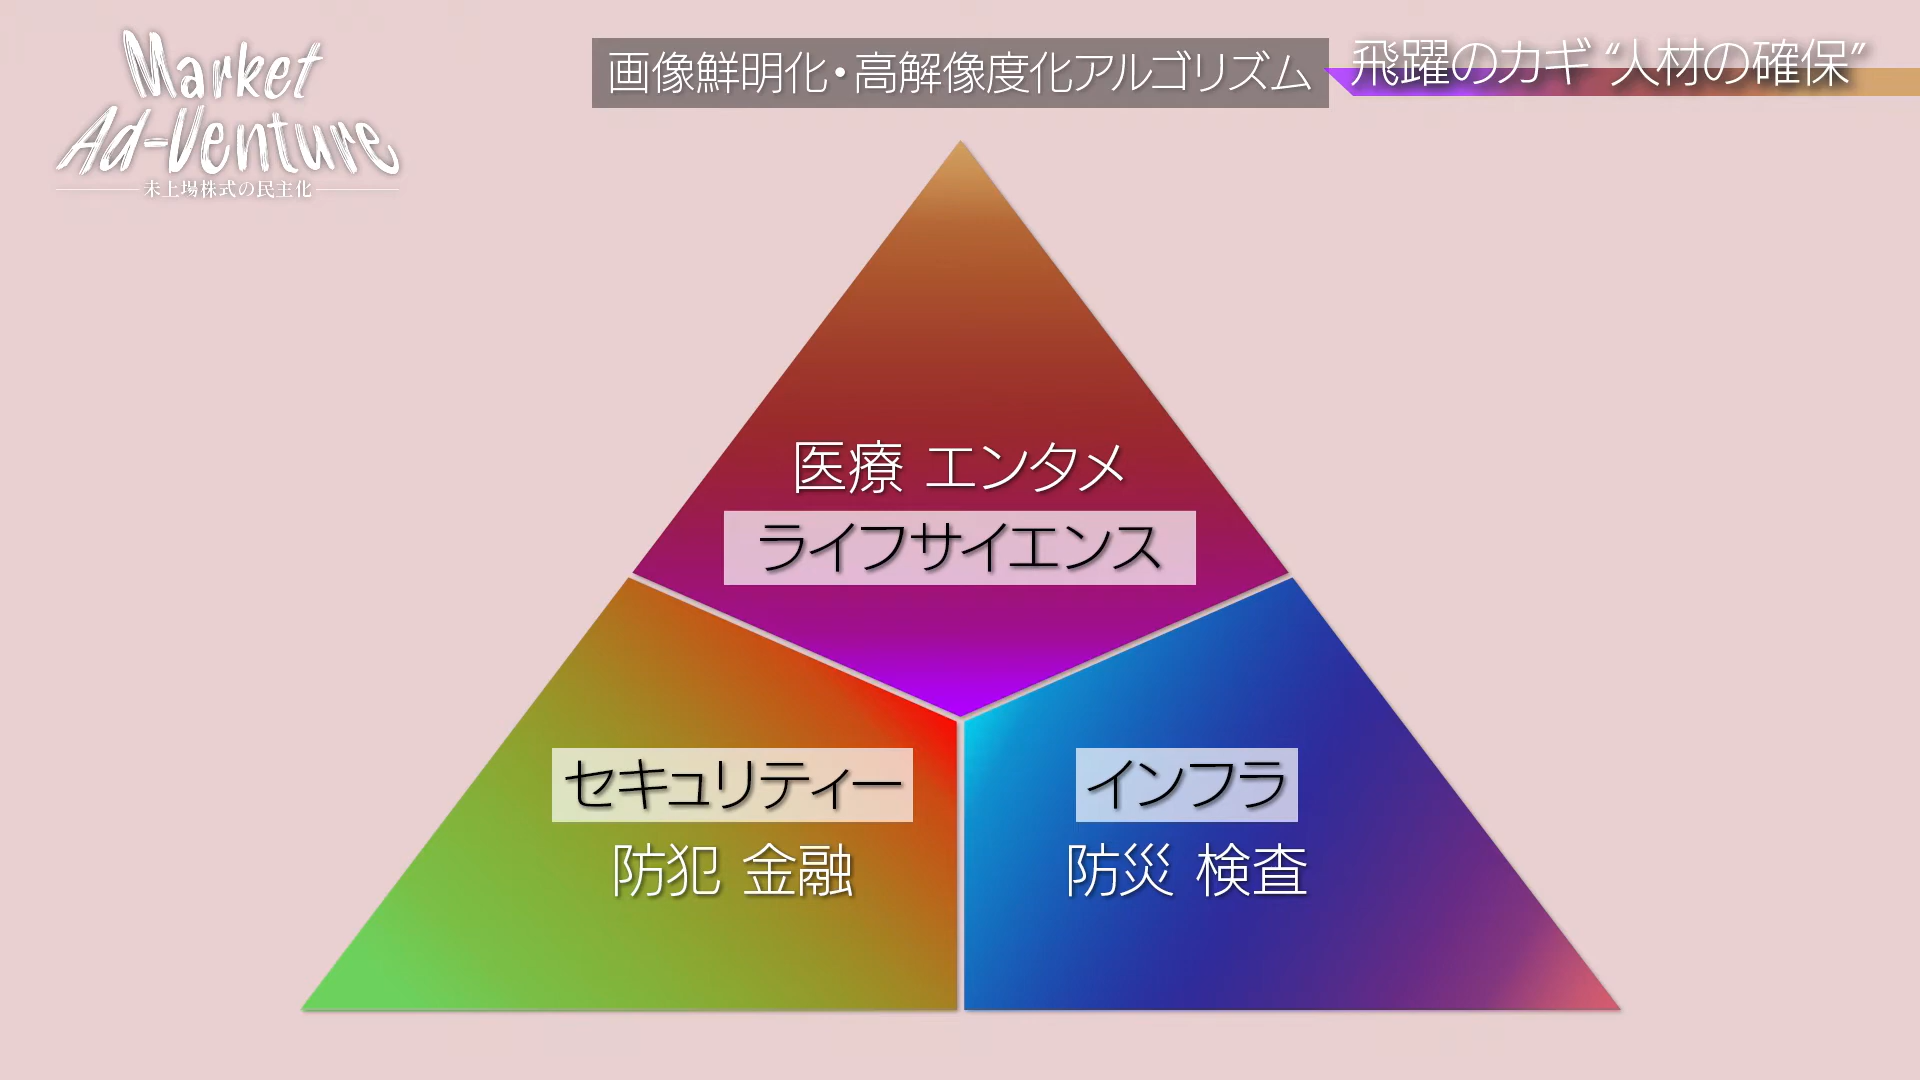 Market
Ad-Venture
未上場株式の民主化
画像鮮明化・高解像度化アルゴリズム
飛躍のカギ“人材の確保”
医療 エンタメ
ライフサイエンス
セキュリティー
防犯 金融
インフラ
防災 検査